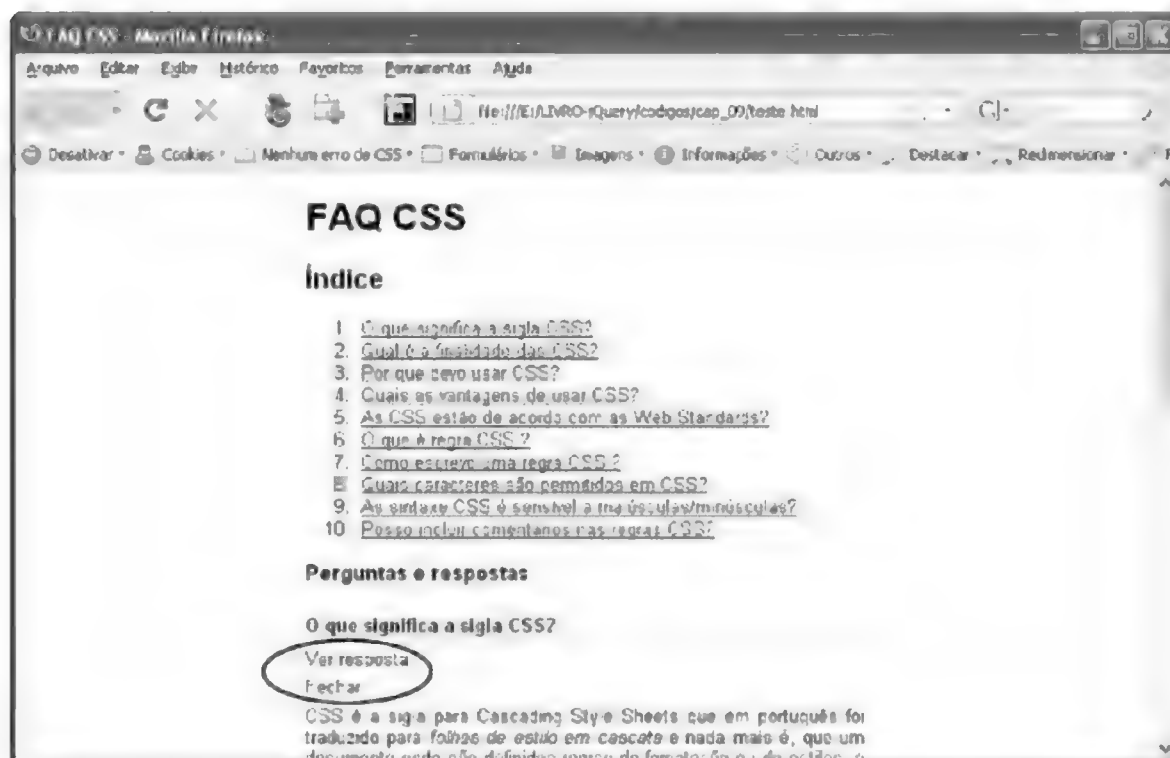 FAQ CSS - Mozilla Firefox
Arquivo Editar Exibir Histórico Favoritos Ferramentas Ajuda
file:///E:/LIVRO-jQuery/codigos/cap_09/teste.html
Desativar Cookies Nenhum erro de CSS Formulários Imagens Informações Outros Destacar Redimensionar
FAQ CSS
Índice
1. O que significa a sigla CSS?
2. Qual é a finalidade das CSS?
3. Por que devo usar CSS?
4. Quais as vantagens de usar CSS?
5. As CSS estão de acordo com as Web Standards?
6. O que é regra CSS ?
7. Como escrevo uma regra CSS ?
8. Quais caracteres são permitidos em CSS?
9. As sintaxe CSS é sensível a maiúsculas/minúsculas?
10. Posso incluir comentários nas regras CSS?
Perguntas e respostas
O que significa a sigla CSS?
Ver resposta
Fechar
CSS é a sigla para Cascading Style Sheets que em português foi
traduzido para folhas de estilo em cascata e nada mais é, que um